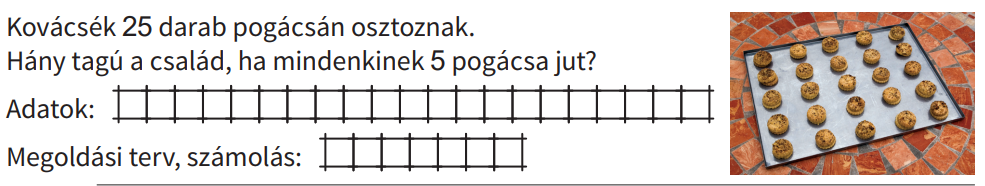 Kovácsék 25 darab pogácsán osztoznak.
Hány tagú a család, ha mindenkinek 5 pogácsa jut?
Adatok:
Megoldási terv, számolás: